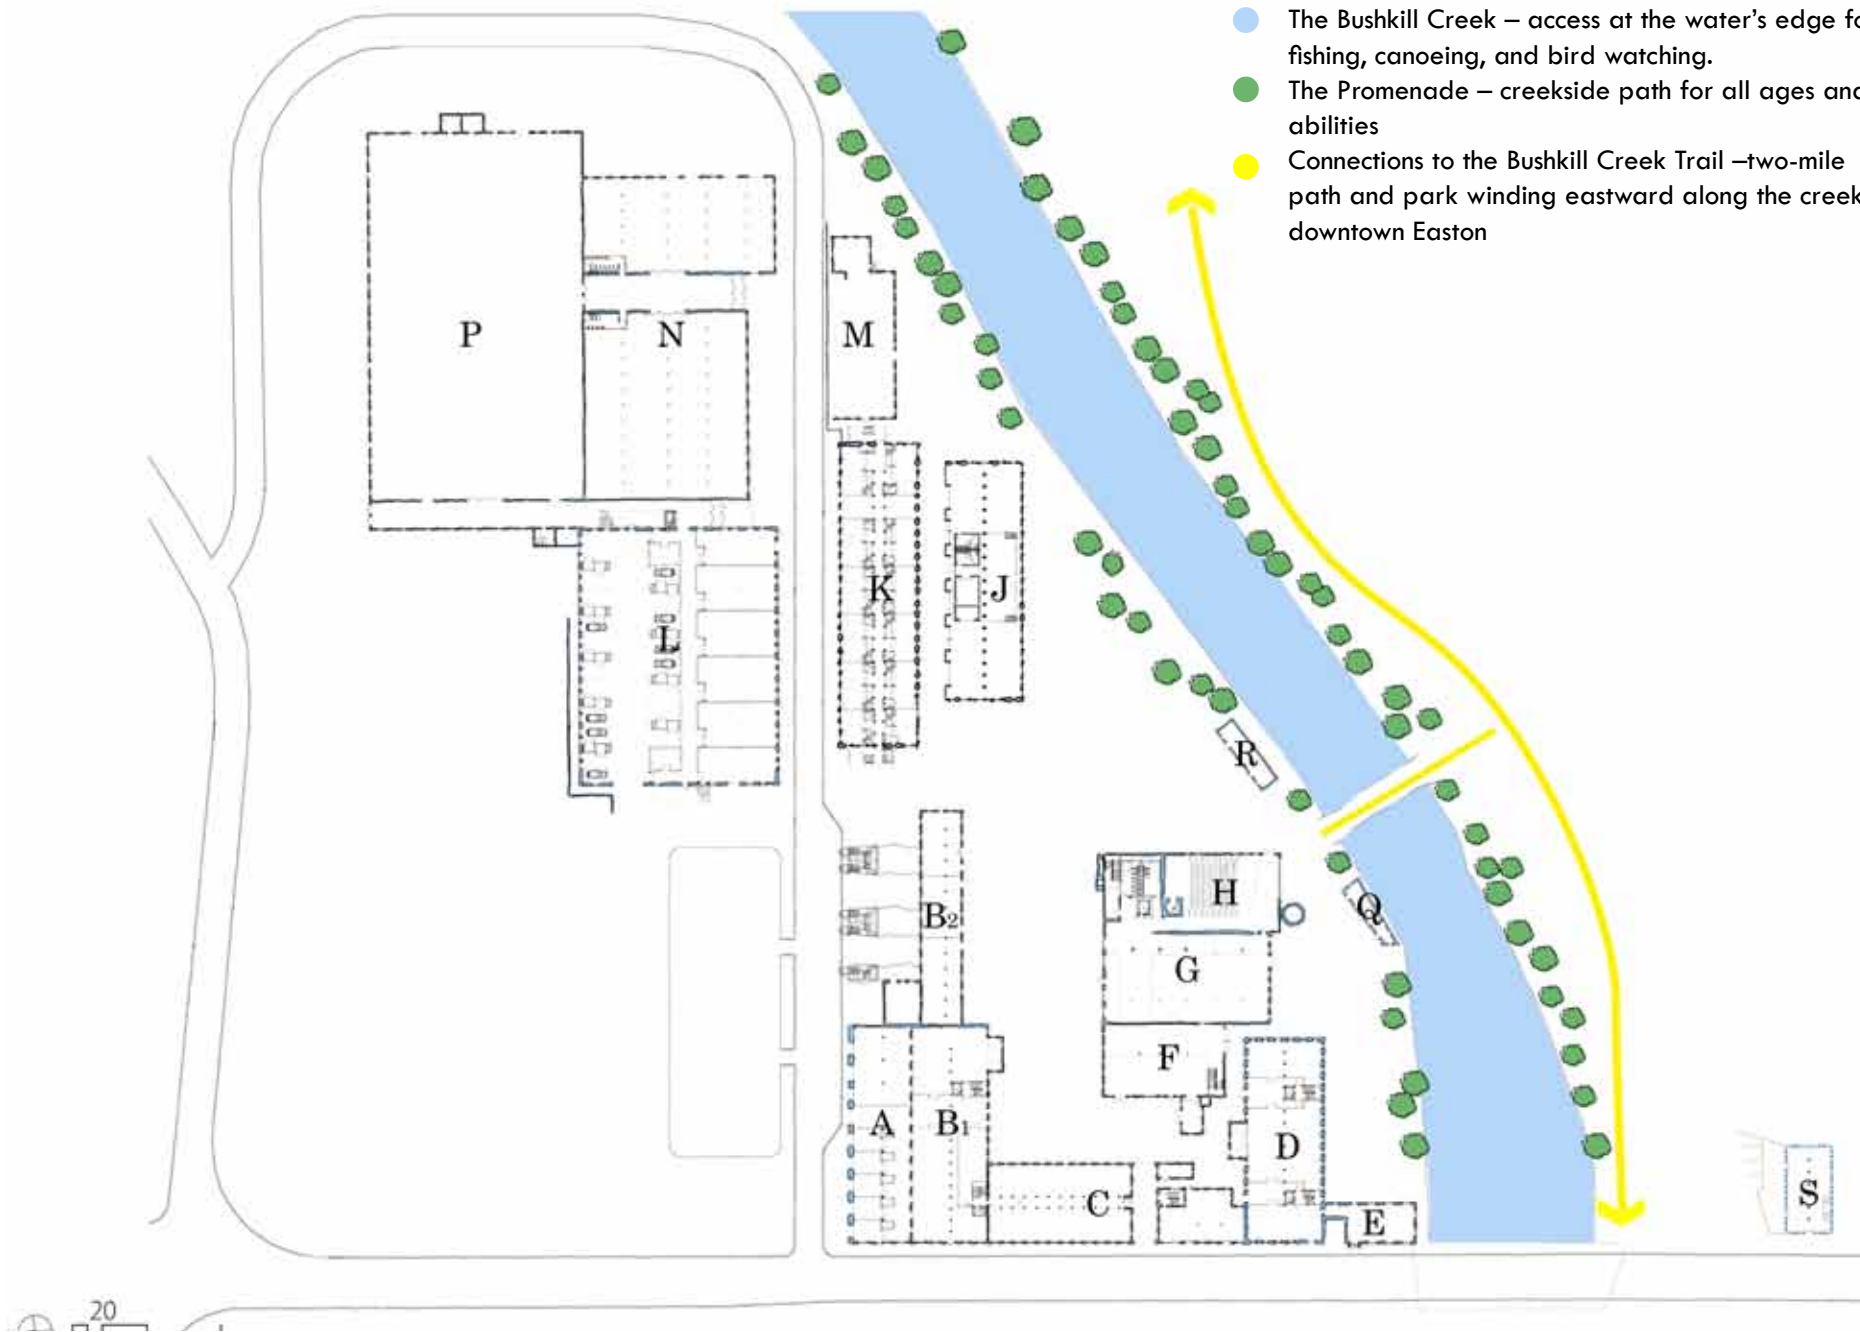 The Bushkill Creek – access at the water's edge fo
fishing, canoeing, and bird watching.
The Promenade – creekside path for all ages and
abilities
Connections to the Bushkill Creek Trail –two-mile
path and park winding eastward along the creek
downtown Easton
P
N
M
K
J
L
R
H
Q
B2
G
F
A
B1
D
C
E
S
20